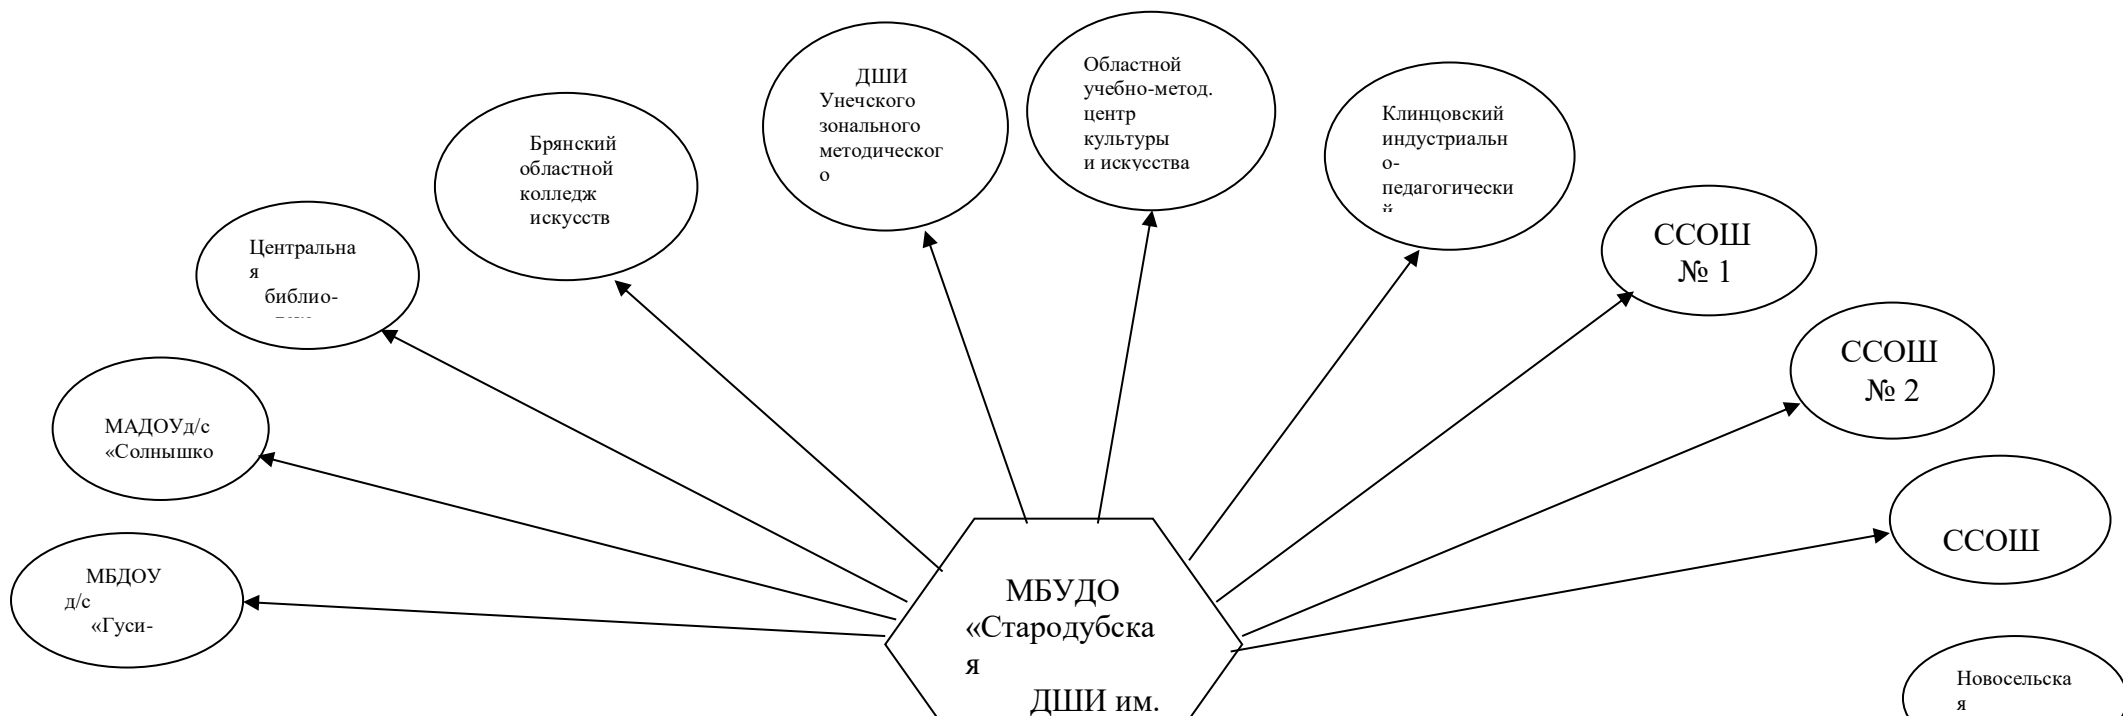 ДШИ
Унечского
зонального
методическог
о
Областной
учебно-метод.
центр
культуры
и искусства
Клинцовский
индустриальн
о-
педагогически
й
Брянский
областной
колледж
искусств
Центральна
я
библио-
ССОШ
№ 1
ССОШ
№ 2
МАДОУд/с
«Солнышко
ССОШ
МБДОУ
д/с
«Гуси-
МБУДО
«Стародубска
я
ДШИ им.
Новосельска
я